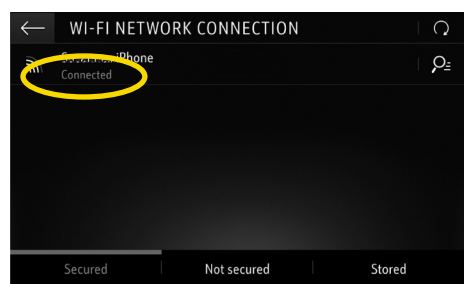 WI-FI NETWORK CONNECTION
iPhone
Connected
Secured Not secured Stored